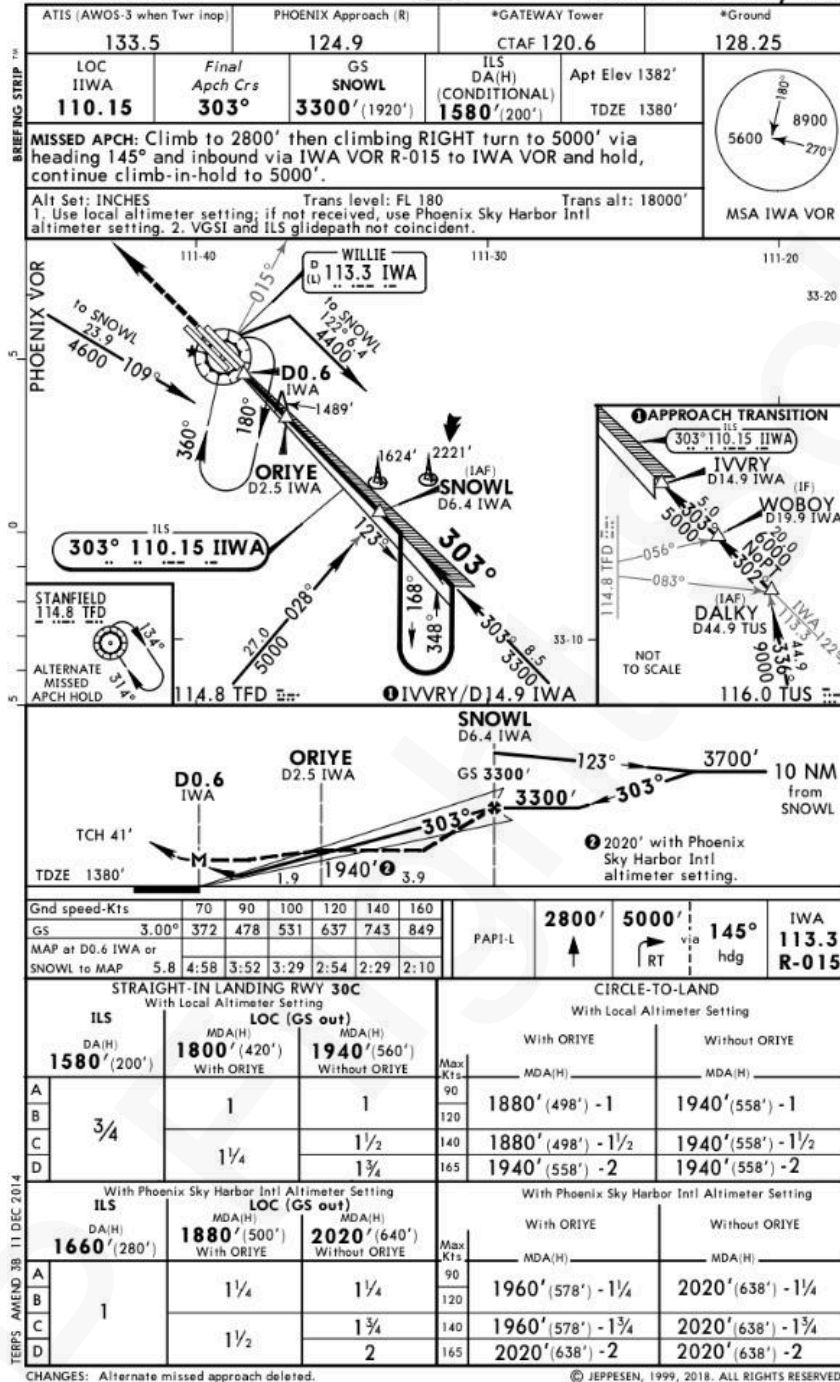 ATIS (AWOS-3 when Twr inop)
133.5
PHOENIX Approach (R)
124.9
*GATEWAY Tower
CTAF 120.6
*Ground
128.25
BRIEFING STRIP ™
LOC
IIWA
110.15
Final
Apch Crs
303°
GS
SNOWL
3300'(1920')
ILS
DA(H)
(CONDITIONAL)
1580'(200')
Apt Elev 1382'
TDZE 1380'
MISSED APCH: Climb to 2800' then climbing RIGHT turn to 5000' via
heading 145° and inbound via IWA VOR R-015 to IWA VOR and hold,
continue climb-in-hold to 5000'.
180°
8900
5600
270°
MSA IWA VOR
Alt Set: INCHES Trans level: FL 180 Trans alt: 18000'
1. Use local altimeter setting; if not received, use Phoenix Sky Harbor Intl
altimeter setting. 2. VGSI and ILS glidepath not coincident.
111-40
111-30
111-20
33-20
33-10
5
0
5
PHOENIX VOR
to SNOWL
23.9
4600
109°
015°
WILLIE
D
(L) 113.3 IWA
to SNOWL
122° 6.4
4400
D0.6
IWA
1489'
360°
180°
ORIYE
D2.5 IWA
1624'
2221'
(IAF)
SNOWL
D6.4 IWA
ILS
303° 110.15 IIWA
123°
303°
168°
348°
303° 8.5
3300
27.0
5000
028°
114.8 TFD
❶IVVRY/D14.9 IWA
STANFIELD
114.8 TFD
134°
314°
ALTERNATE
MISSED
APCH HOLD
❶APPROACH TRANSITION
ILS
303° 110.15 IIWA
IVVRY
D14.9 IWA
(IF)
WOBOY
D19.9 IWA
5.0
303°
5000
20.0
6000
NoPT
302°
056°
083°
114.8 TFD
(IAF)
DALKY
D44.9 TUS
IWA
113.3
122°
44.9
336°
9000
NOT
TO SCALE
116.0 TUS
SNOWL
D6.4 IWA
ORIYE
D2.5 IWA
D0.6
IWA
GS 3300'
123°
3700'
10 NM
from
SNOWL
303°
3300'
303°
TCH 41'
M
TDZE 1380'
1940'❷
1.9
3.9
❷ 2020' with Phoenix
Sky Harbor Intl
altimeter setting.
Gnd speed-Kts 70 90 100 120 140 160
GS 3.00° 372 478 531 637 743 849
MAP at D0.6 IWA or
SNOWL to MAP 5.8 4:58 3:52 3:29 2:54 2:29 2:10
PAPI-L
2800'
5000'
RT
via
145°
hdg
IWA
113.3
R-015
STRAIGHT-IN LANDING RWY 30C
With Local Altimeter Setting
ILS
LOC (GS out)
DA(H)
1580'(200')
MDA(H)
1800'(420')
With ORIYE
MDA(H)
1940'(560')
Without ORIYE
A
B
C
D
3/4
1
1 1/4
1
1 1/2
1 3/4
CIRCLE-TO-LAND
With Local Altimeter Setting
With ORIYE
Without ORIYE
Max
Kts
MDA(H)
MDA(H)
90
120
1880'(498')-1
1940'(558')-1
140 1880'(498')-1 1/2 1940'(558')-1 1/2
165 1940'(558')-2 1940'(558')-2
With Phoenix Sky Harbor Intl Altimeter Setting
ILS
LOC (GS out)
DA(H)
1660'(280')
MDA(H)
1880'(500')
With ORIYE
MDA(H)
2020'(640')
Without ORIYE
A
B
C
D
1
1 1/4
1 1/2
1 1/4
1 3/4
2
With Phoenix Sky Harbor Intl Altimeter Setting
With ORIYE
Without ORIYE
Max
Kts
MDA(H)
MDA(H)
90
120
1960'(578')-1 1/4
2020'(638')-1 1/4
140 1960'(578')-1 3/4 2020'(638')-1 3/4
165 2020'(638')-2 2020'(638')-2
TERPS AMEND 3B 11 DEC 2014
CHANGES: Alternate missed approach deleted.
© JEPPESEN, 1999, 2018. ALL RIGHTS RESERVED